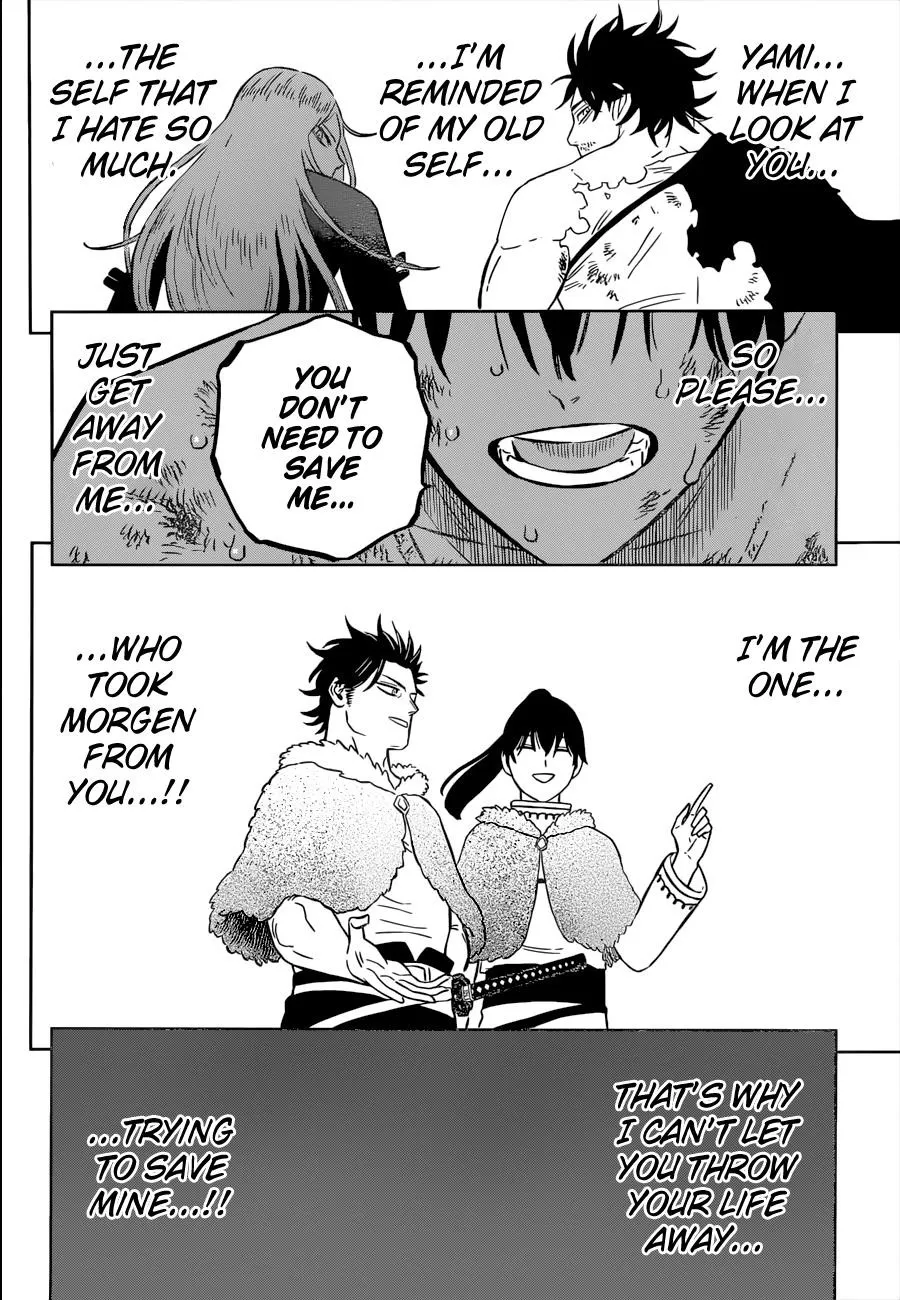 YAMI...
WHEN I
LOOK AT
YOU...
...I'M
REMINDED
OF MY OLD
SELF...
...THE
SELF THAT
I HATE SO
MUCH.
SO
PLEASE...
YOU
DON'T
NEED TO
SAVE
ME...
JUST
GET
AWAY
FROM
ME...
I'M THE
ONE...
...WHO
TOOK
MORGEN
FROM
YOU...!!
THAT'S WHY
I CAN'T LET
YOU THROW
YOUR LIFE
AWAY...
...TRYING
TO SAVE
MINE...!!